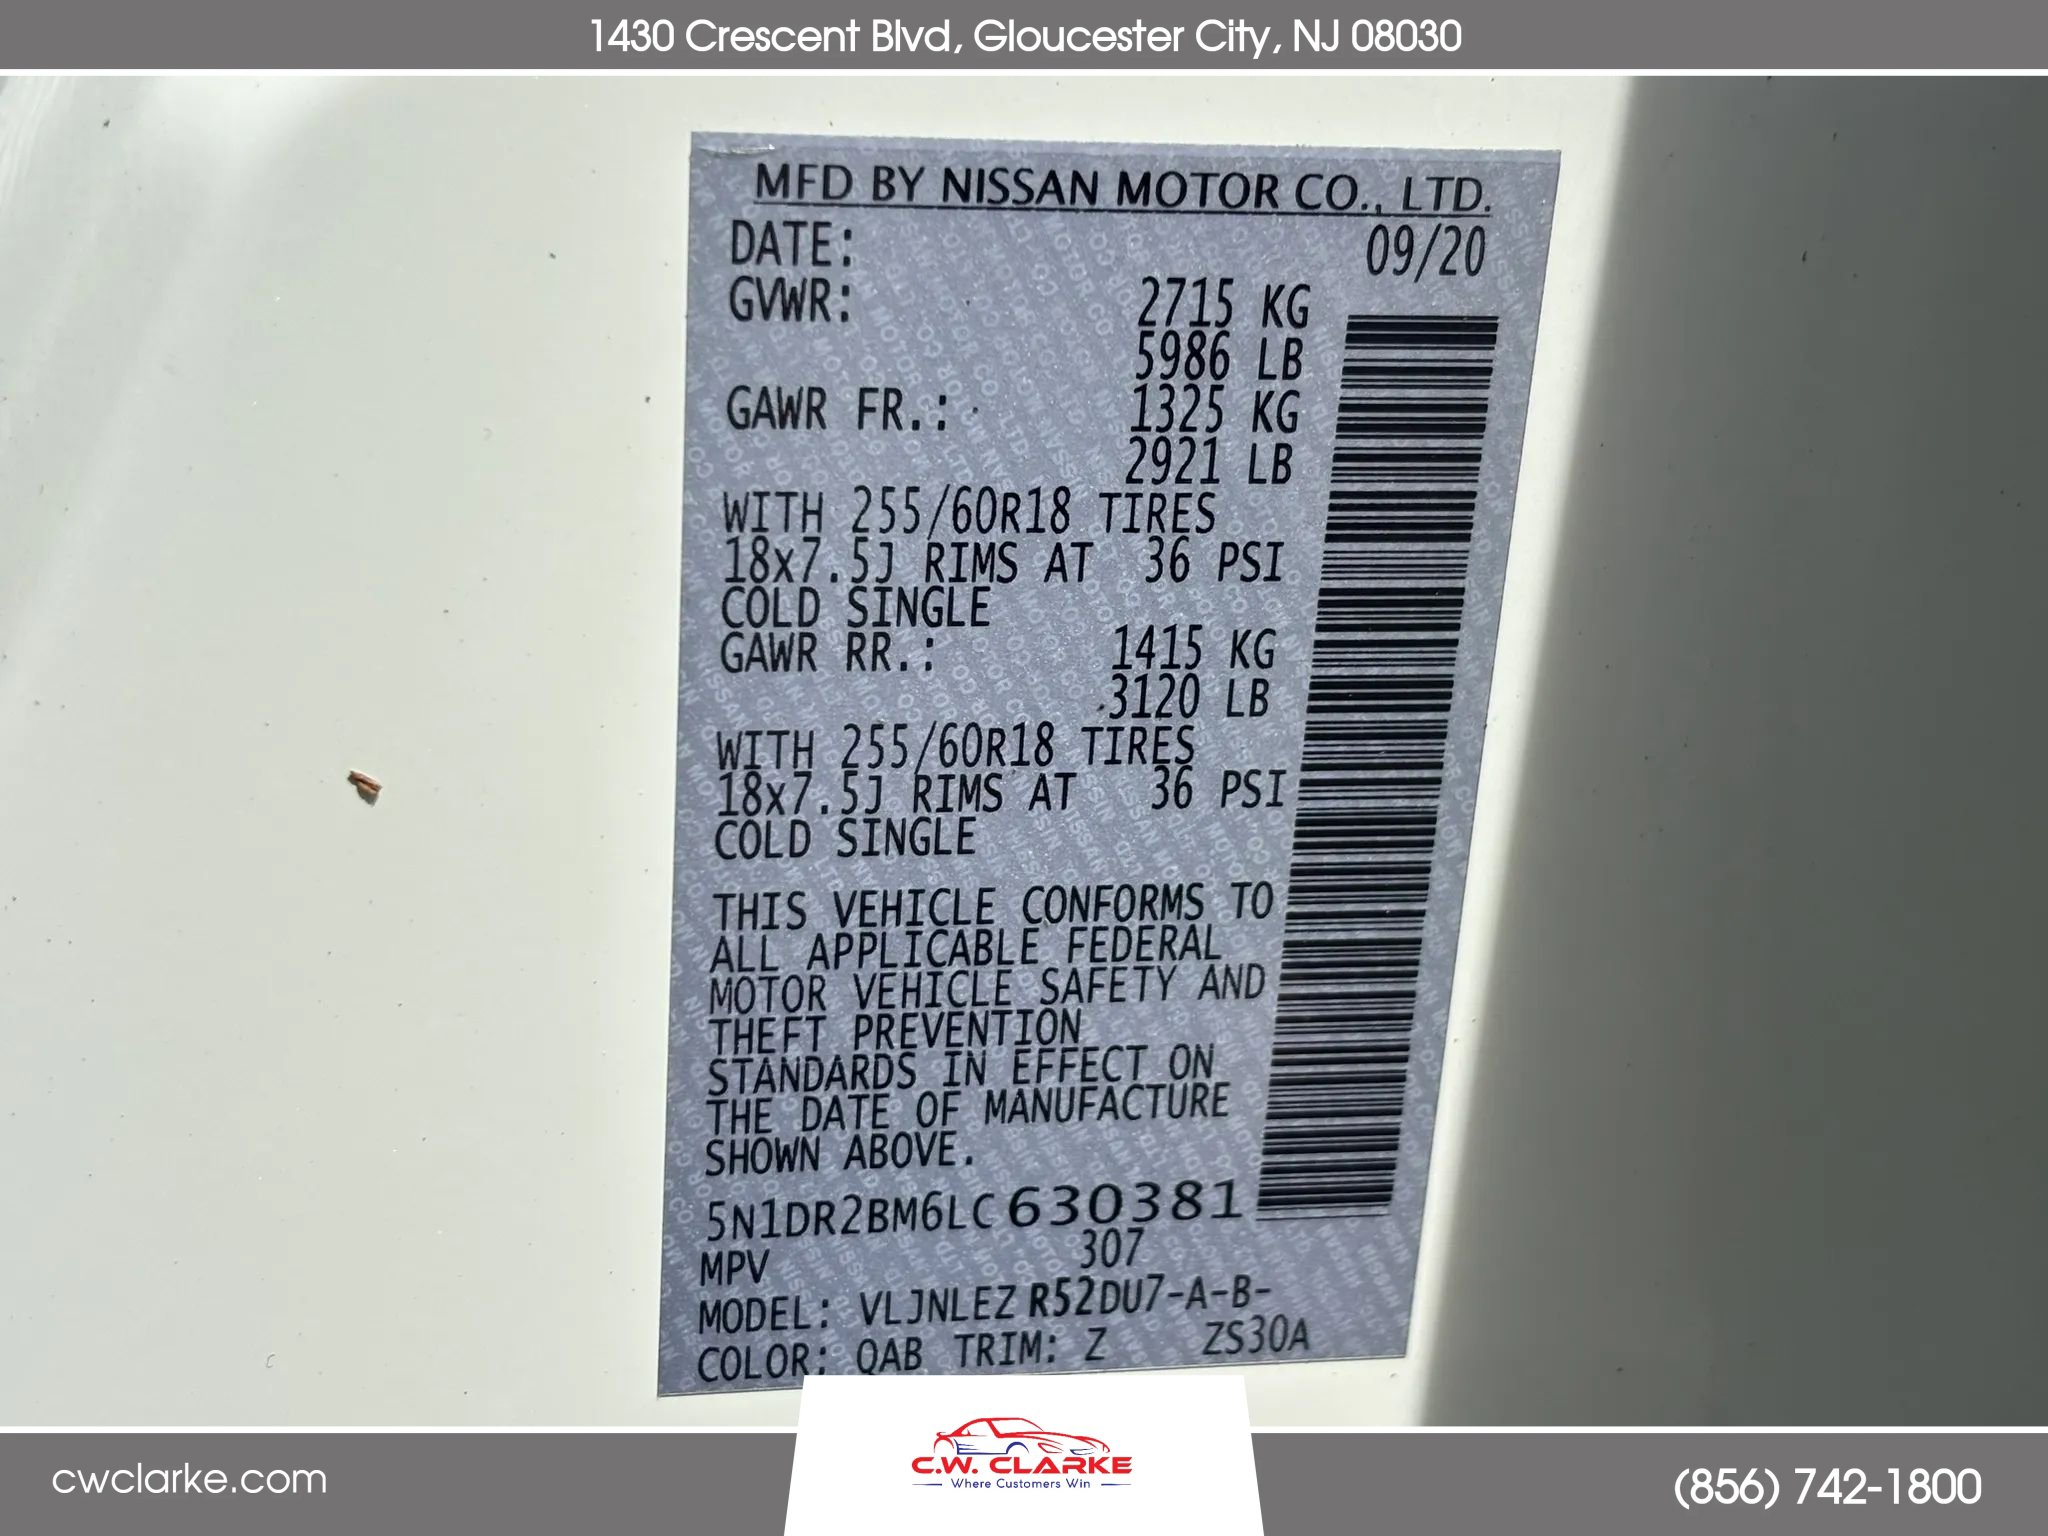 1430 Crescent Blvd, Gloucester City, NJ 08030
MFD BY NISSAN MOTOR CO., LTD.
DATE: 09/20
GVWR: 2715 KG
5986 LB
GAWR FR.: 1325 KG
2921 LB
WITH 255/60R18 TIRES
18x7.5J RIMS AT 36 PSI
COLD SINGLE
GAWR RR.: 1415 KG
3120 LB
WITH 255/60R18 TIRES
18x7.5J RIMS AT 36 PSI
COLD SINGLE
THIS VEHICLE CONFORMS TO
ALL APPLICABLE FEDERAL
MOTOR VEHICLE SAFETY AND
THEFT PREVENTION
STANDARDS IN EFFECT ON
THE DATE OF MANUFACTURE
SHOWN ABOVE.
5N1DR2BM6LC630381
MPV 307
MODEL: VLJNLEZ R52DU7-A-B-
COLOR: QAB TRIM: Z ZS30A
C.W. CLARKE
Where Customers Win
cwclarke.com
(856) 742-1800